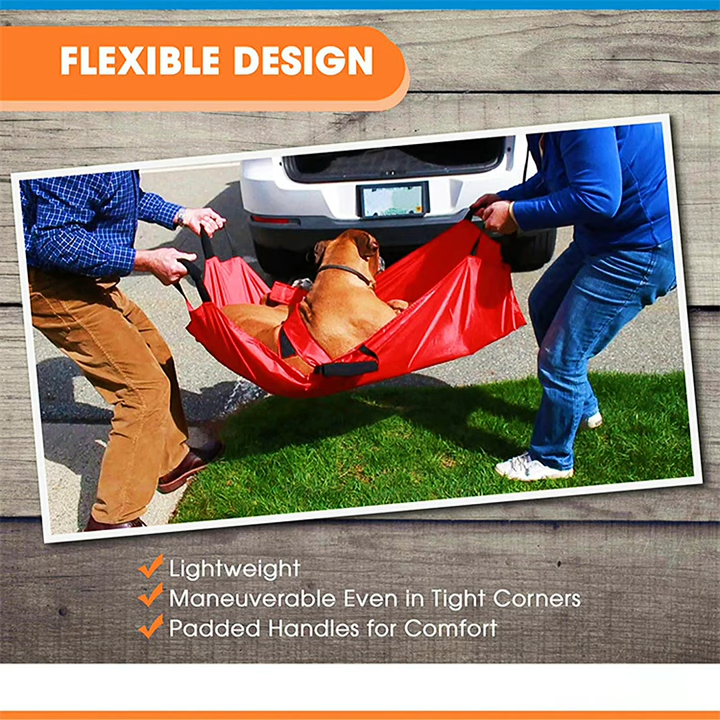 FLEXIBLE DESIGN
Lightweight
Maneuverable Even in Tight Corners
Padded Handles for Comfort